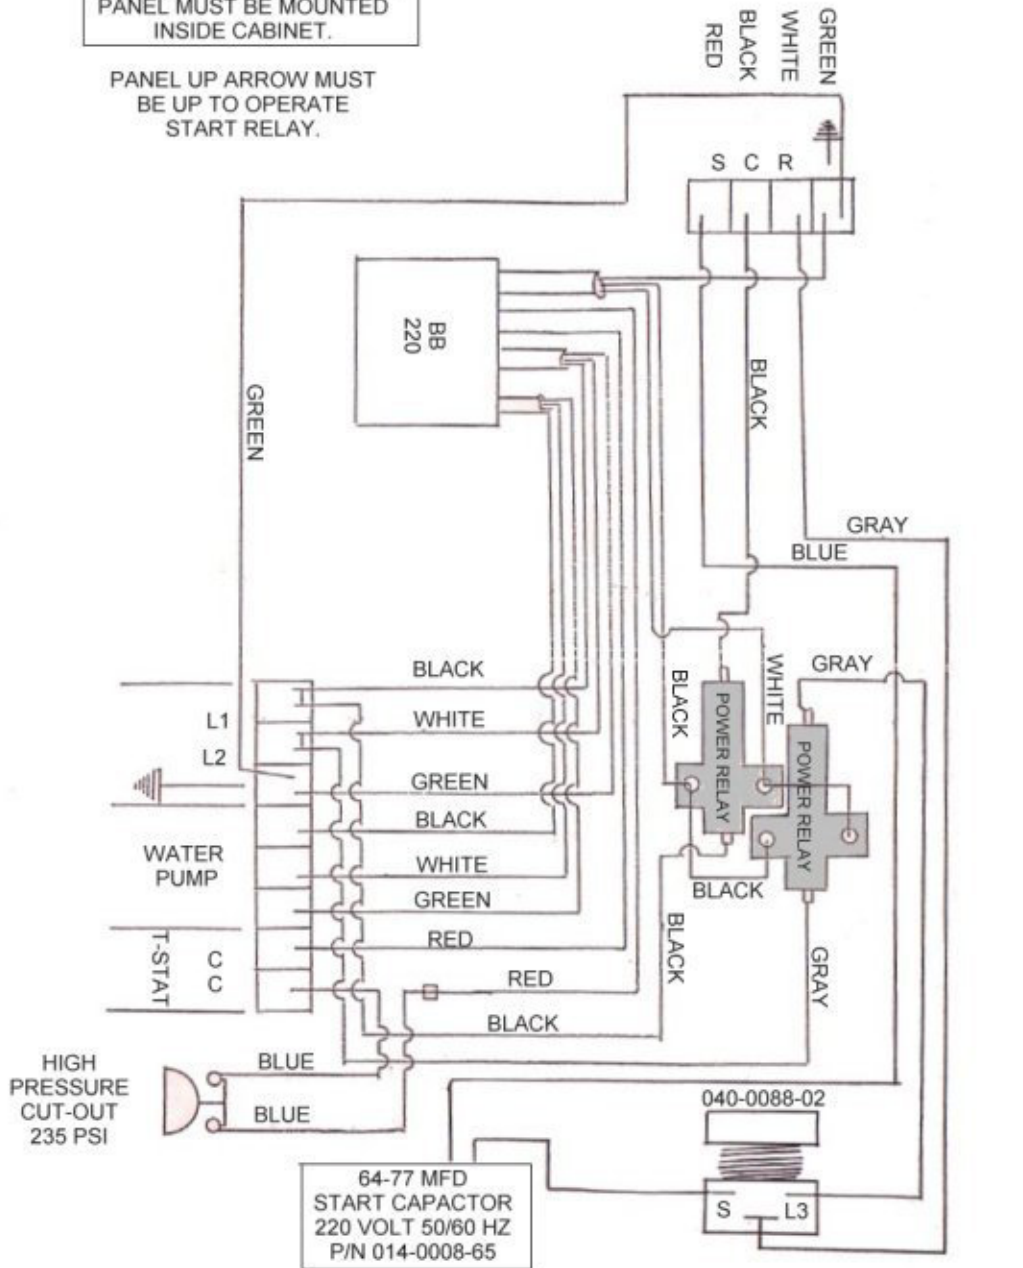 PANEL MUST BE MOUNTED
INSIDE CABINET.
PANEL UP ARROW MUST
BE UP TO OPERATE
START RELAY.
RED
BLACK
WHITE
GREEN
S C R
BB
220
GREEN
BLACK
GRAY
BLUE
BLACK
WHITE
GRAY
POWER RELAY
POWER RELAY
BLACK
BLACK
GRAY
L1
L2
BLACK
WHITE
GREEN
BLACK
WHITE
GREEN
RED
RED
BLACK
WATER
PUMP
T-STAT
C
C
HIGH
PRESSURE
CUT-OUT
235 PSI
BLUE
BLUE
64-77 MFD
START CAPACTOR
220 VOLT 50/60 HZ
P/N 014-0008-65
040-0088-02
S L3